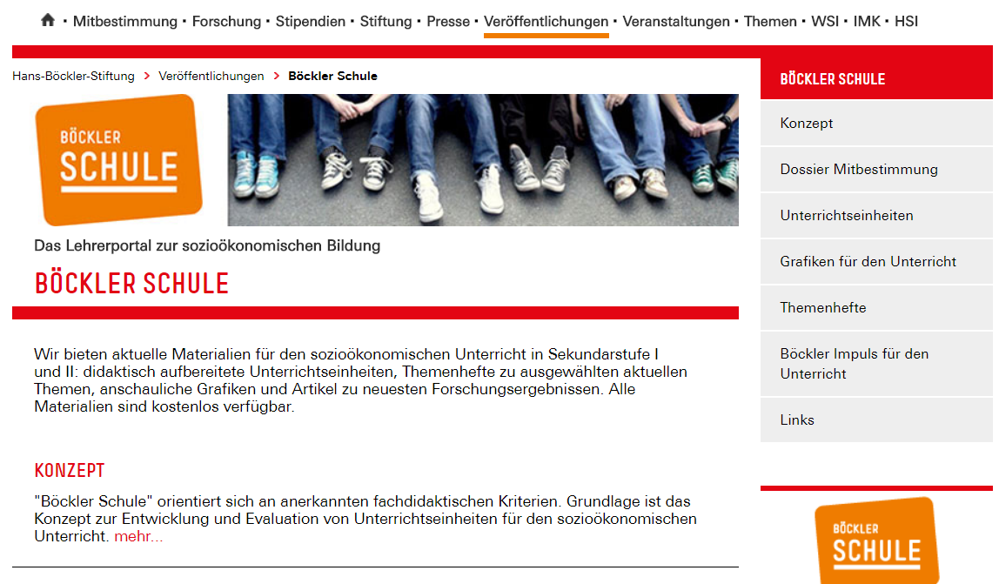 · Mitbestimmung · Forschung · Stipendien · Stiftung · Presse · Veröffentlichungen · Veranstaltungen · Themen · WSI · IMK · HSI
Hans-Böckler-Stiftung > Veröffentlichungen > Böckler Schule
BÖCKLER
SCHULE
Das Lehrerportal zur sozioökonomischen Bildung
BÖCKLER SCHULE
Wir bieten aktuelle Materialien für den sozioökonomischen Unterricht in Sekundarstufe I
und II: didaktisch aufbereitete Unterrichtseinheiten, Themenhefte zu ausgewählten aktuellen
Themen, anschauliche Grafiken und Artikel zu neuesten Forschungsergebnissen. Alle
Materialien sind kostenlos verfügbar.
KONZEPT
"Böckler Schule" orientiert sich an anerkannten fachdidaktischen Kriterien. Grundlage ist das
Konzept zur Entwicklung und Evaluation von Unterrichtseinheiten für den sozioökonomischen
Unterricht. mehr...
BÖCKLER SCHULE
Konzept
Dossier Mitbestimmung
Unterrichtseinheiten
Grafiken für den Unterricht
Themenhefte
Böckler Impuls für den
Unterricht
Links
BÖCKLER
SCHULE